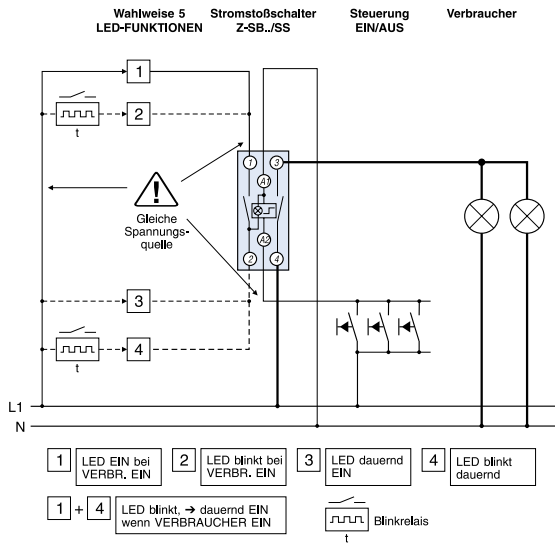 Wahlweise 5
LED-FUNKTIONEN
Stromstoßschalter
Z-SB../SS
Steuerung
EIN/AUS
Verbraucher
1
2
t
1
3
A1
Gleiche
Spannungs-
quelle
A2
2
4
3
4
t
L1
N
1
LED EIN bei
VERBR. EIN
2
LED blinkt bei
VERBR. EIN
3
LED dauernd
EIN
4
LED blinkt
dauernd
1 + 4
LED blinkt, → dauernd EIN
wenn VERBRAUCHER EIN
Blinkrelais
t